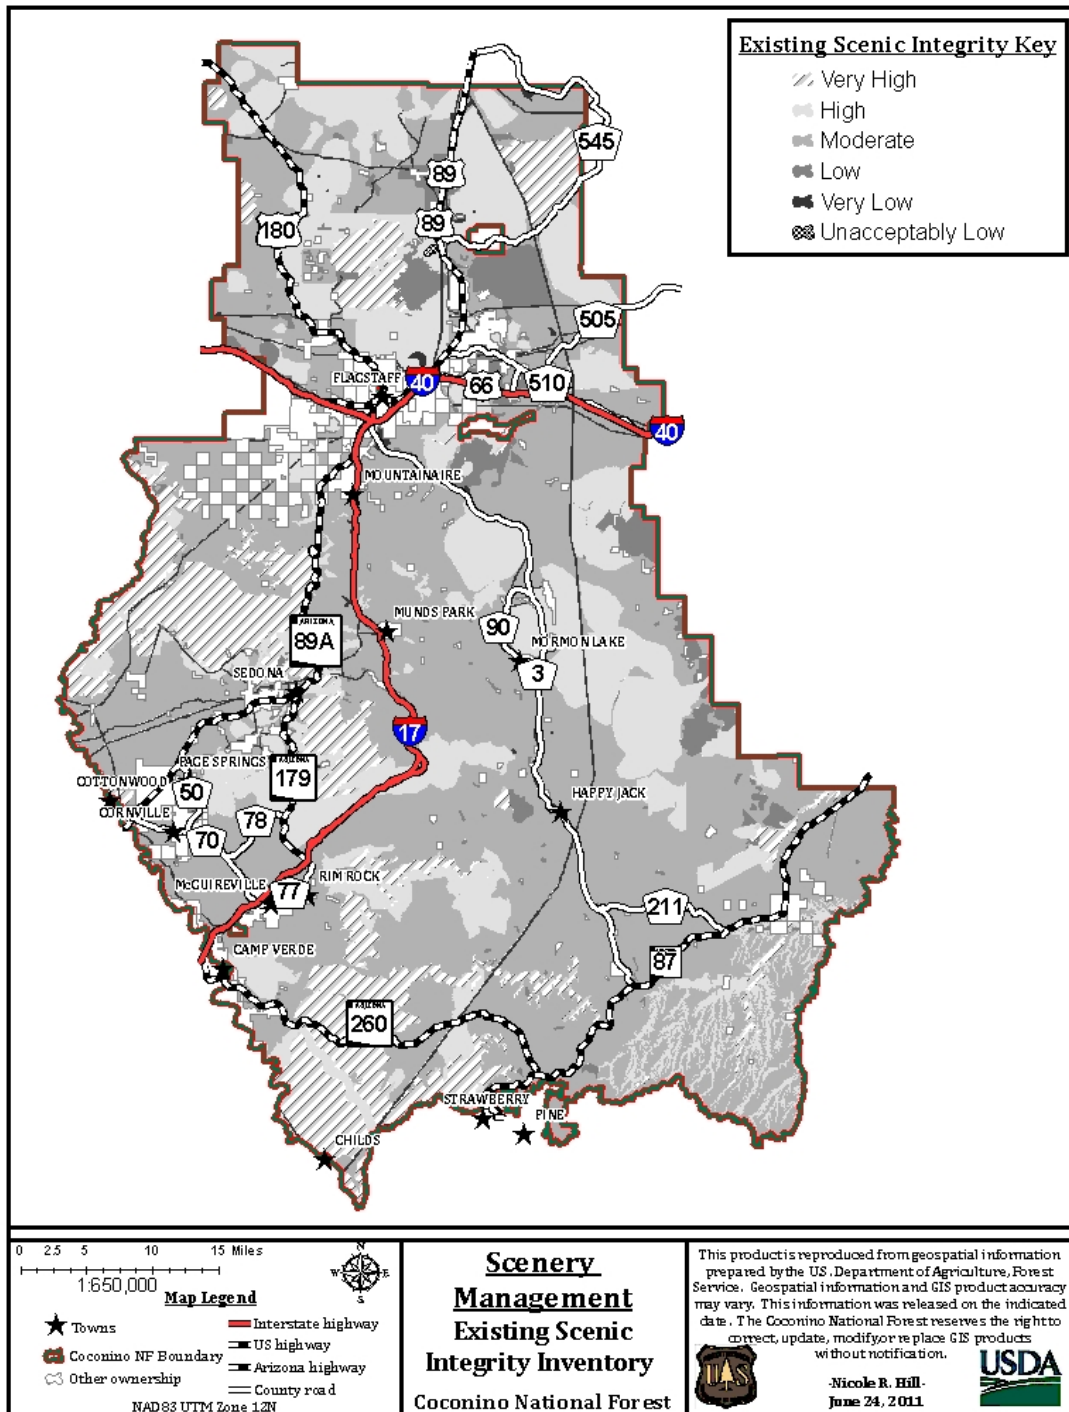 Existing Scenic Integrity Key
Very High
High
Moderate
Low
Very Low
Unacceptably Low
545
89
89
180
505
FLAGSTAFF
40
66
510
40
MOUNTAINAIRE
MUNDS PARK
90
MORMON LAKE
3
ARIZONA
89A
SEDONA
17
PAGE SPRINGS
ARIZONA
179
COTTONWOOD
50
CORNVILLE
78
70
HAPPY JACK
McGUIREVILLE
77
RIMROCK
211
CAMP VERDE
87
ARIZONA
260
STRAWBERRY
PINE
CHILDS
0 2.5 5 10 15 Miles
1:650,000
N
W E
S
Map Legend
Towns
Coconino NF Boundary
Other ownership
Interstate highway
US highway
Arizona highway
County road
NAD83 UTM Zone 12N
Scenery
Management
Existing Scenic
Integrity Inventory
Coconino National Forest
This product is reproduced from geospatial information
prepared by the US. Department of Agriculture, Forest
Service. Geospatial information and GIS product accuracy
may vary. This information was released on the indicated
date. The Coconino National Forest reserves the right to
correct, update, modify,or replace GIS products
without notification.
-Nicole R. Hill-
June 24, 2011
U S
USDA